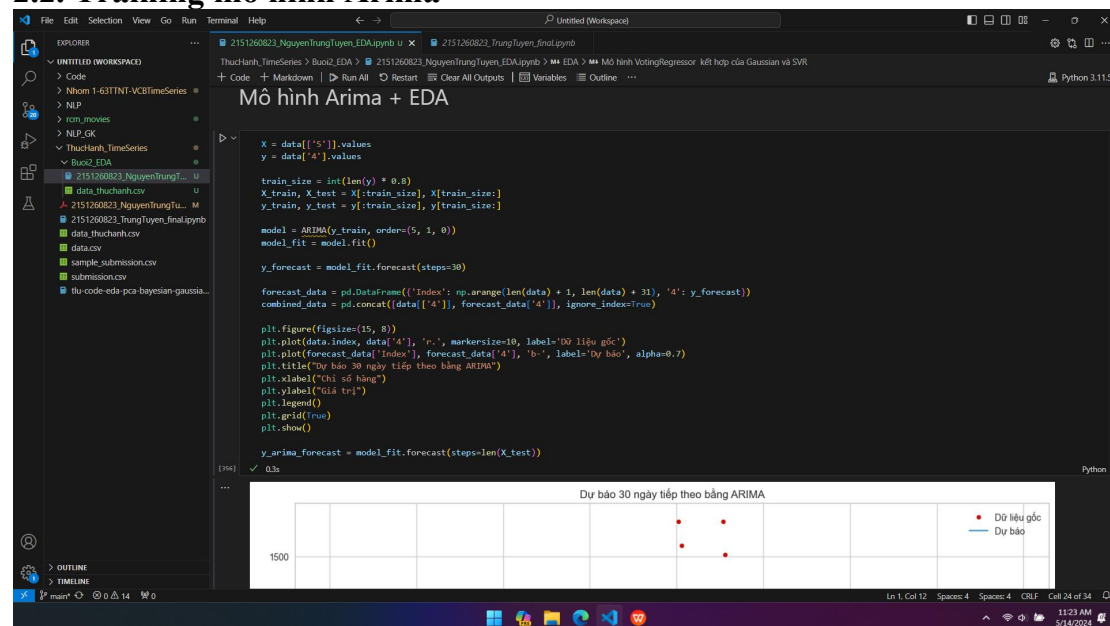 2.2. Training mô hình Arima
File Edit Selection View Go Run Terminal Help
Untitled (Workspace)
EXPLORER
2151260823_NguyenTrungTuyen_EDA.ipynb U
2151260823_TrungTuyen_final.ipynb
UNTITLED (WORKSPACE)
ThucHanh_TimeSeries > Buoi2_EDA > 2151260823_NguyenTrungTuyen_EDA.ipynb > M↓ EDA > M↓ Mô hình VotingRegressor kết hợp của Gaussian và SVR
Code
+ Code + Markdown | Run All Restart Clear All Outputs | Variables Outline ···
Python 3.11.5
Nhom 1-63TTNT-VCBTimeSeries
NLP
rcm_movies
NLP_GK
ThucHanh_TimeSeries
Buoi2_EDA
2151260823_NguyenTrungT... U
data_thuchanh.csv U
2151260823_NguyenTrungTu... M
2151260823_TrungTuyen_final.ipynb
data_thuchanh.csv
data.csv
sample_submission.csv
submission.csv
tlu-code-eda-pca-bayesian-gaussia...
Mô hình Arima + EDA
X = data[['5']].values
y = data['4'].values
train_size = int(len(y) * 0.8)
X_train, X_test = X[:train_size], X[train_size:]
y_train, y_test = y[:train_size], y[train_size:]
model = ARIMA(y_train, order=(5, 1, 0))
model_fit = model.fit()
y_forecast = model_fit.forecast(steps=30)
forecast_data = pd.DataFrame({'Index': np.arange(len(data) + 1, len(data) + 31), '4': y_forecast})
combined_data = pd.concat([data[['4']], forecast_data['4']], ignore_index=True)
plt.figure(figsize=(15, 8))
plt.plot(data.index, data['4'], 'r.', markersize=10, label='Dữ liệu gốc')
plt.plot(forecast_data['Index'], forecast_data['4'], 'b-', label='Dự báo', alpha=0.7)
plt.title("Dự báo 30 ngày tiếp theo bằng ARIMA")
plt.xlabel("Chỉ số hàng")
plt.ylabel("Giá trị")
plt.legend()
plt.grid(True)
plt.show()
y_arima_forecast = model_fit.forecast(steps=len(X_test))
[356] ✓ 0.3s
Python
Dự báo 30 ngày tiếp theo bằng ARIMA
Dữ liệu gốc
Dự báo
1500
OUTLINE
TIMELINE
main* 0 14 0
Ln 1, Col 12 Spaces: 4 Spaces: 4 CRLF Cell 24 of 34
11:23 AM
5/14/2024